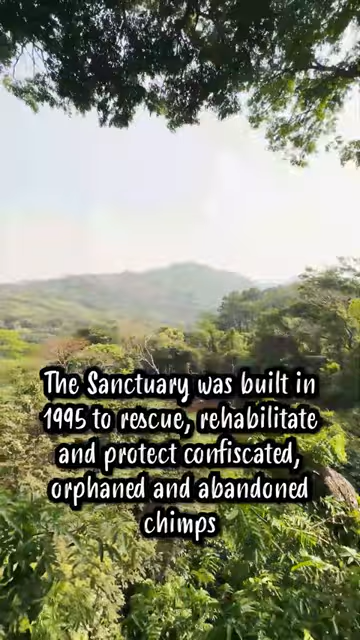 The Sanctuary was built in
1995 to rescue, rehabilitate
and protect confiscated,
orphaned and abandoned
chimps